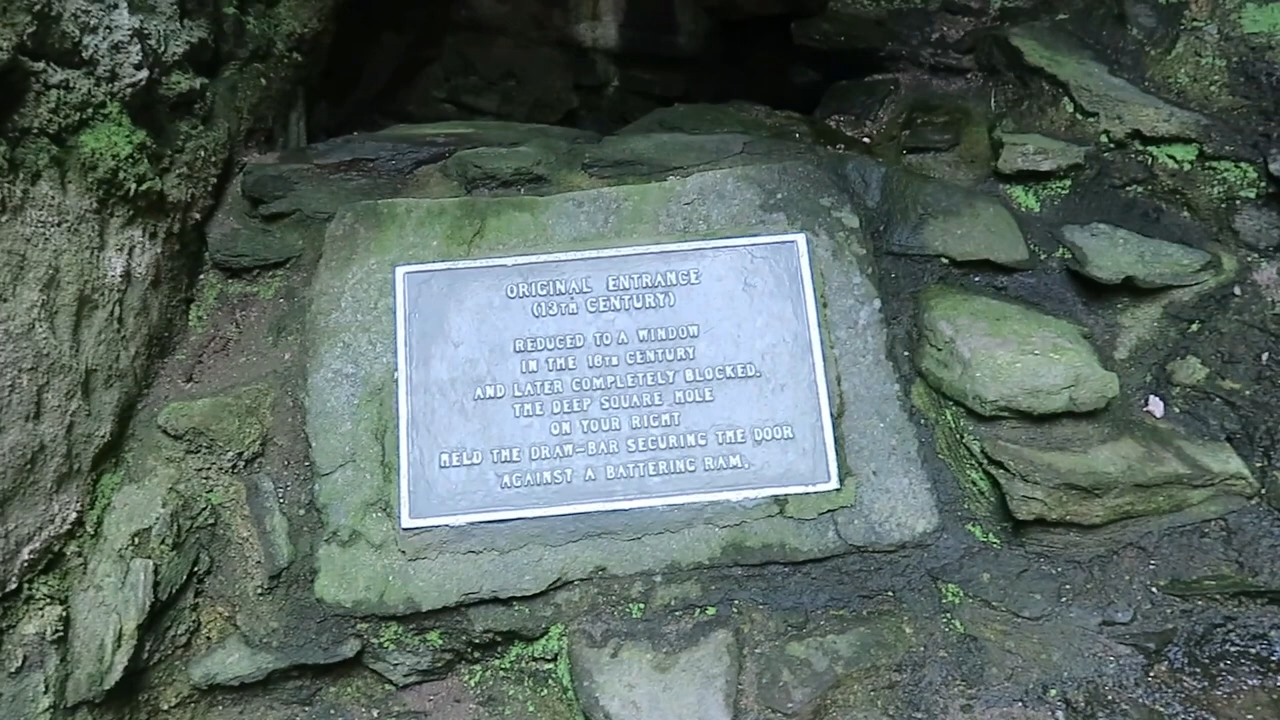 ORIGINAL ENTRANCE
(13TH CENTURY)
REDUCED TO A WINDOW
IN THE 16TH CENTURY
AND LATER COMPLETELY BLOCKED.
THE DEEP SQUARE HOLE
ON YOUR RIGHT
HELD THE DRAW-BAR SECURING THE DOOR
AGAINST A BATTERING RAM.